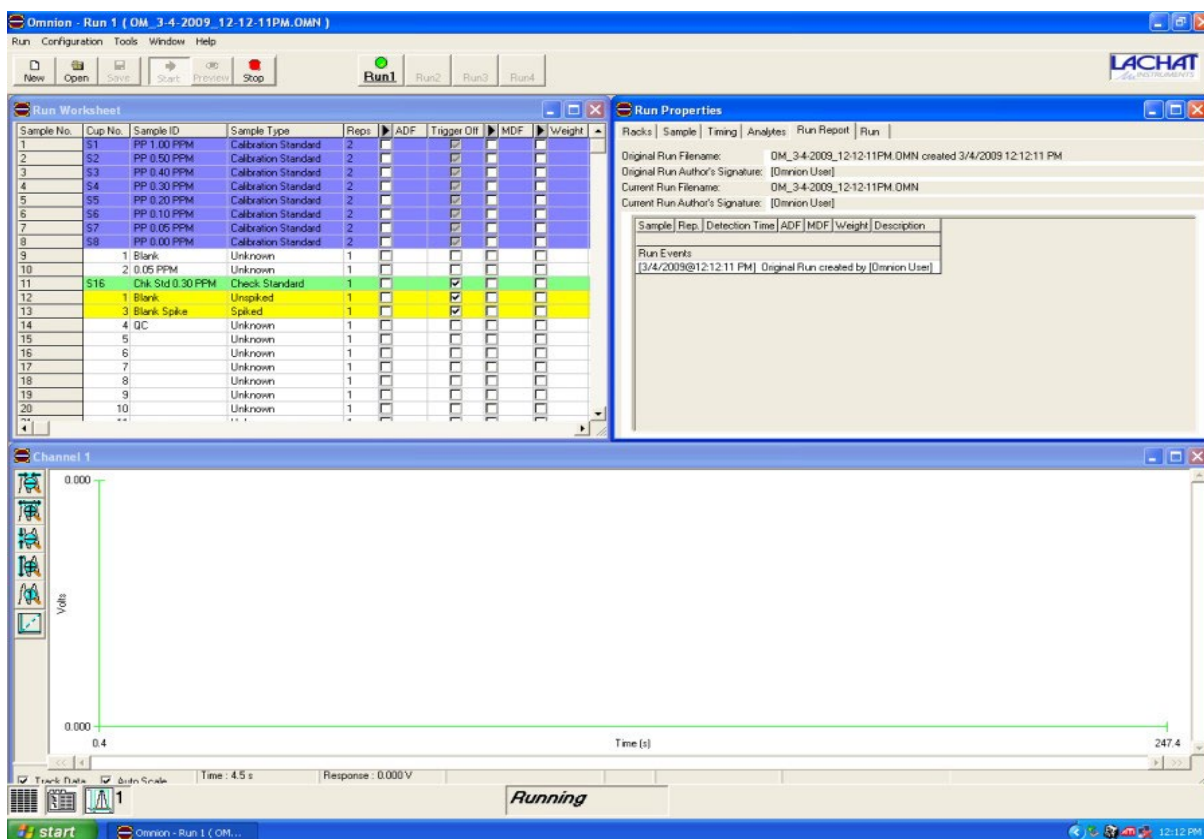 Omnion - Run 1 ( OM_3-4-2009_12-12-11PM.OMN )
Run Configuration Tools Window Help
New Open Save Start Preview Stop Run1 Run2 Run3 Run4
LACHAT
INSTRUMENTS
Run Worksheet
Sample No. Cup No. Sample ID Sample Type Reps ADF Trigger Off MDF Weight
1 S1 PP 1.00 PPM Calibration Standard 2
2 S2 PP 0.50 PPM Calibration Standard 2
3 S3 PP 0.40 PPM Calibration Standard 2
4 S4 PP 0.30 PPM Calibration Standard 2
5 S5 PP 0.20 PPM Calibration Standard 2
6 S6 PP 0.10 PPM Calibration Standard 2
7 S7 PP 0.05 PPM Calibration Standard 2
8 S8 PP 0.00 PPM Calibration Standard 2
9 1 Blank Unknown 1
10 2 0.05 PPM Unknown 1
11 S16 Chk Std 0.30 PPM Check Standard 1
12 1 Blank Unspiked 1
13 3 Blank Spike Spiked 1
14 4 QC Unknown 1
15 5 Unknown 1
16 6 Unknown 1
17 7 Unknown 1
18 8 Unknown 1
19 9 Unknown 1
20 10 Unknown 1
Run Properties
Racks Sample Timing Analytes Run Report Run
Original Run Filename: OM_3-4-2009_12-12-11PM.OMN created 3/4/2009 12:12:11 PM
Original Run Author's Signature: [Omnion User]
Current Run Filename: OM_3-4-2009_12-12-11PM.OMN
Current Run Author's Signature: [Omnion User]
Sample Rep. Detection Time ADF MDF Weight Description
Run Events
[3/4/2009@12:12:11 PM] Original Run created by [Omnion User]
Channel 1
0.000
Volts
0.000
0.4 Time (s) 247.4
Track Data Auto Scale Time : 4.5 s Response : 0.000 V
1 Running
start Omnion - Run 1 ( OM... 12:12 PM